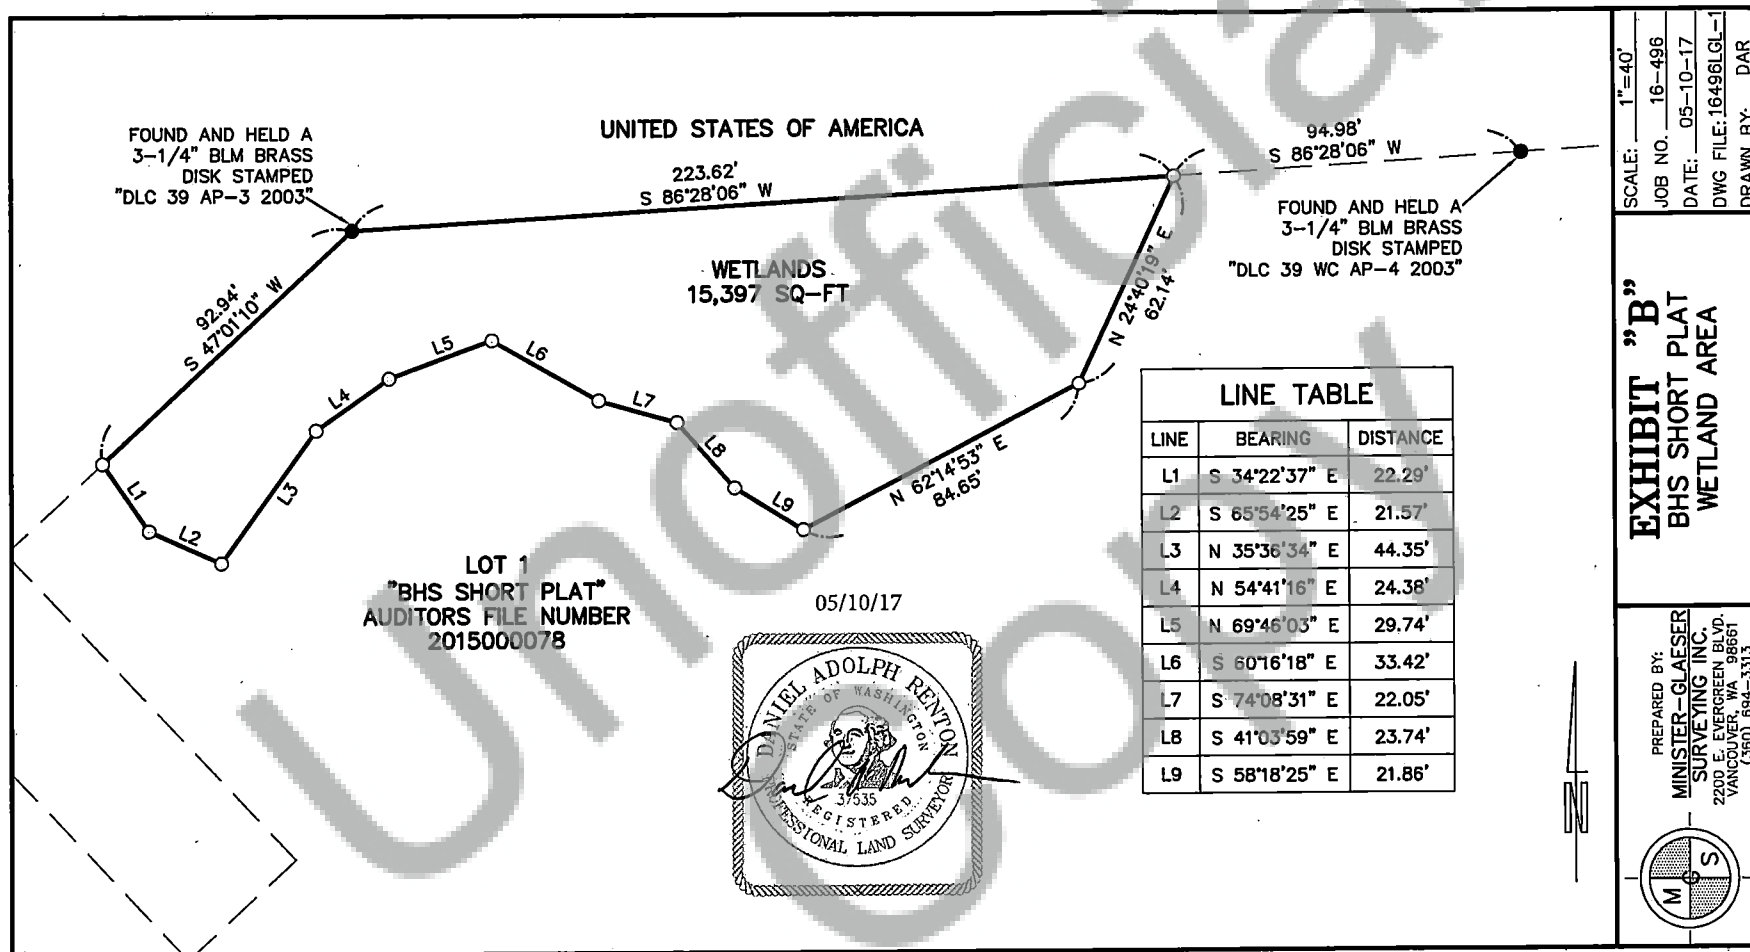 UNITED STATES OF AMERICA
FOUND AND HELD A
3-1/4" BLM BRASS
DISK STAMPED
"DLC 39 AP-3 2003"
223.62'
S 86°28'06" W
94.98'
S 86°28'06" W
FOUND AND HELD A
3-1/4" BLM BRASS
DISK STAMPED
"DLC 39 WC AP-4 2003"
WETLANDS
15,397 SQ-FT
92.94'
S 47°01'10" W
N 24°40'19" E
62.14'
N 62°14'53" E
84.65'
L1
L2
L3
L4
L5
L6
L7
L8
L9
LOT 1
"BHS SHORT PLAT"
AUDITORS FILE NUMBER
2015000078
05/10/17
DANIEL ADOLPH RENTON
STATE OF WASHINGTON
37535
REGISTERED
PROFESSIONAL LAND SURVEYOR
LINE TABLE
LINE BEARING DISTANCE
L1 S 34°22'37" E 22.29'
L2 S 65°54'25" E 21.57'
L3 N 35°36'34" E 44.35'
L4 N 54°41'16" E 24.38'
L5 N 69°46'03" E 29.74'
L6 S 60°16'18" E 33.42'
L7 S 74°08'31" E 22.05'
L8 S 41°03'59" E 23.74'
L9 S 58°18'25" E 21.86'
N
SCALE: 1"=40'
JOB NO. 16-496
DATE: 05-10-17
DWG FILE: 16496LGL-1
DRAWN BY: DAR
EXHIBIT "B"
BHS SHORT PLAT
WETLAND AREA
PREPARED BY:
MINISTER-GLAESER
SURVEYING INC.
2200 E. EVERGREEN BLVD.
VANCOUVER, WA 98661
(360) 694-3313
M G S
Unofficial
Copy